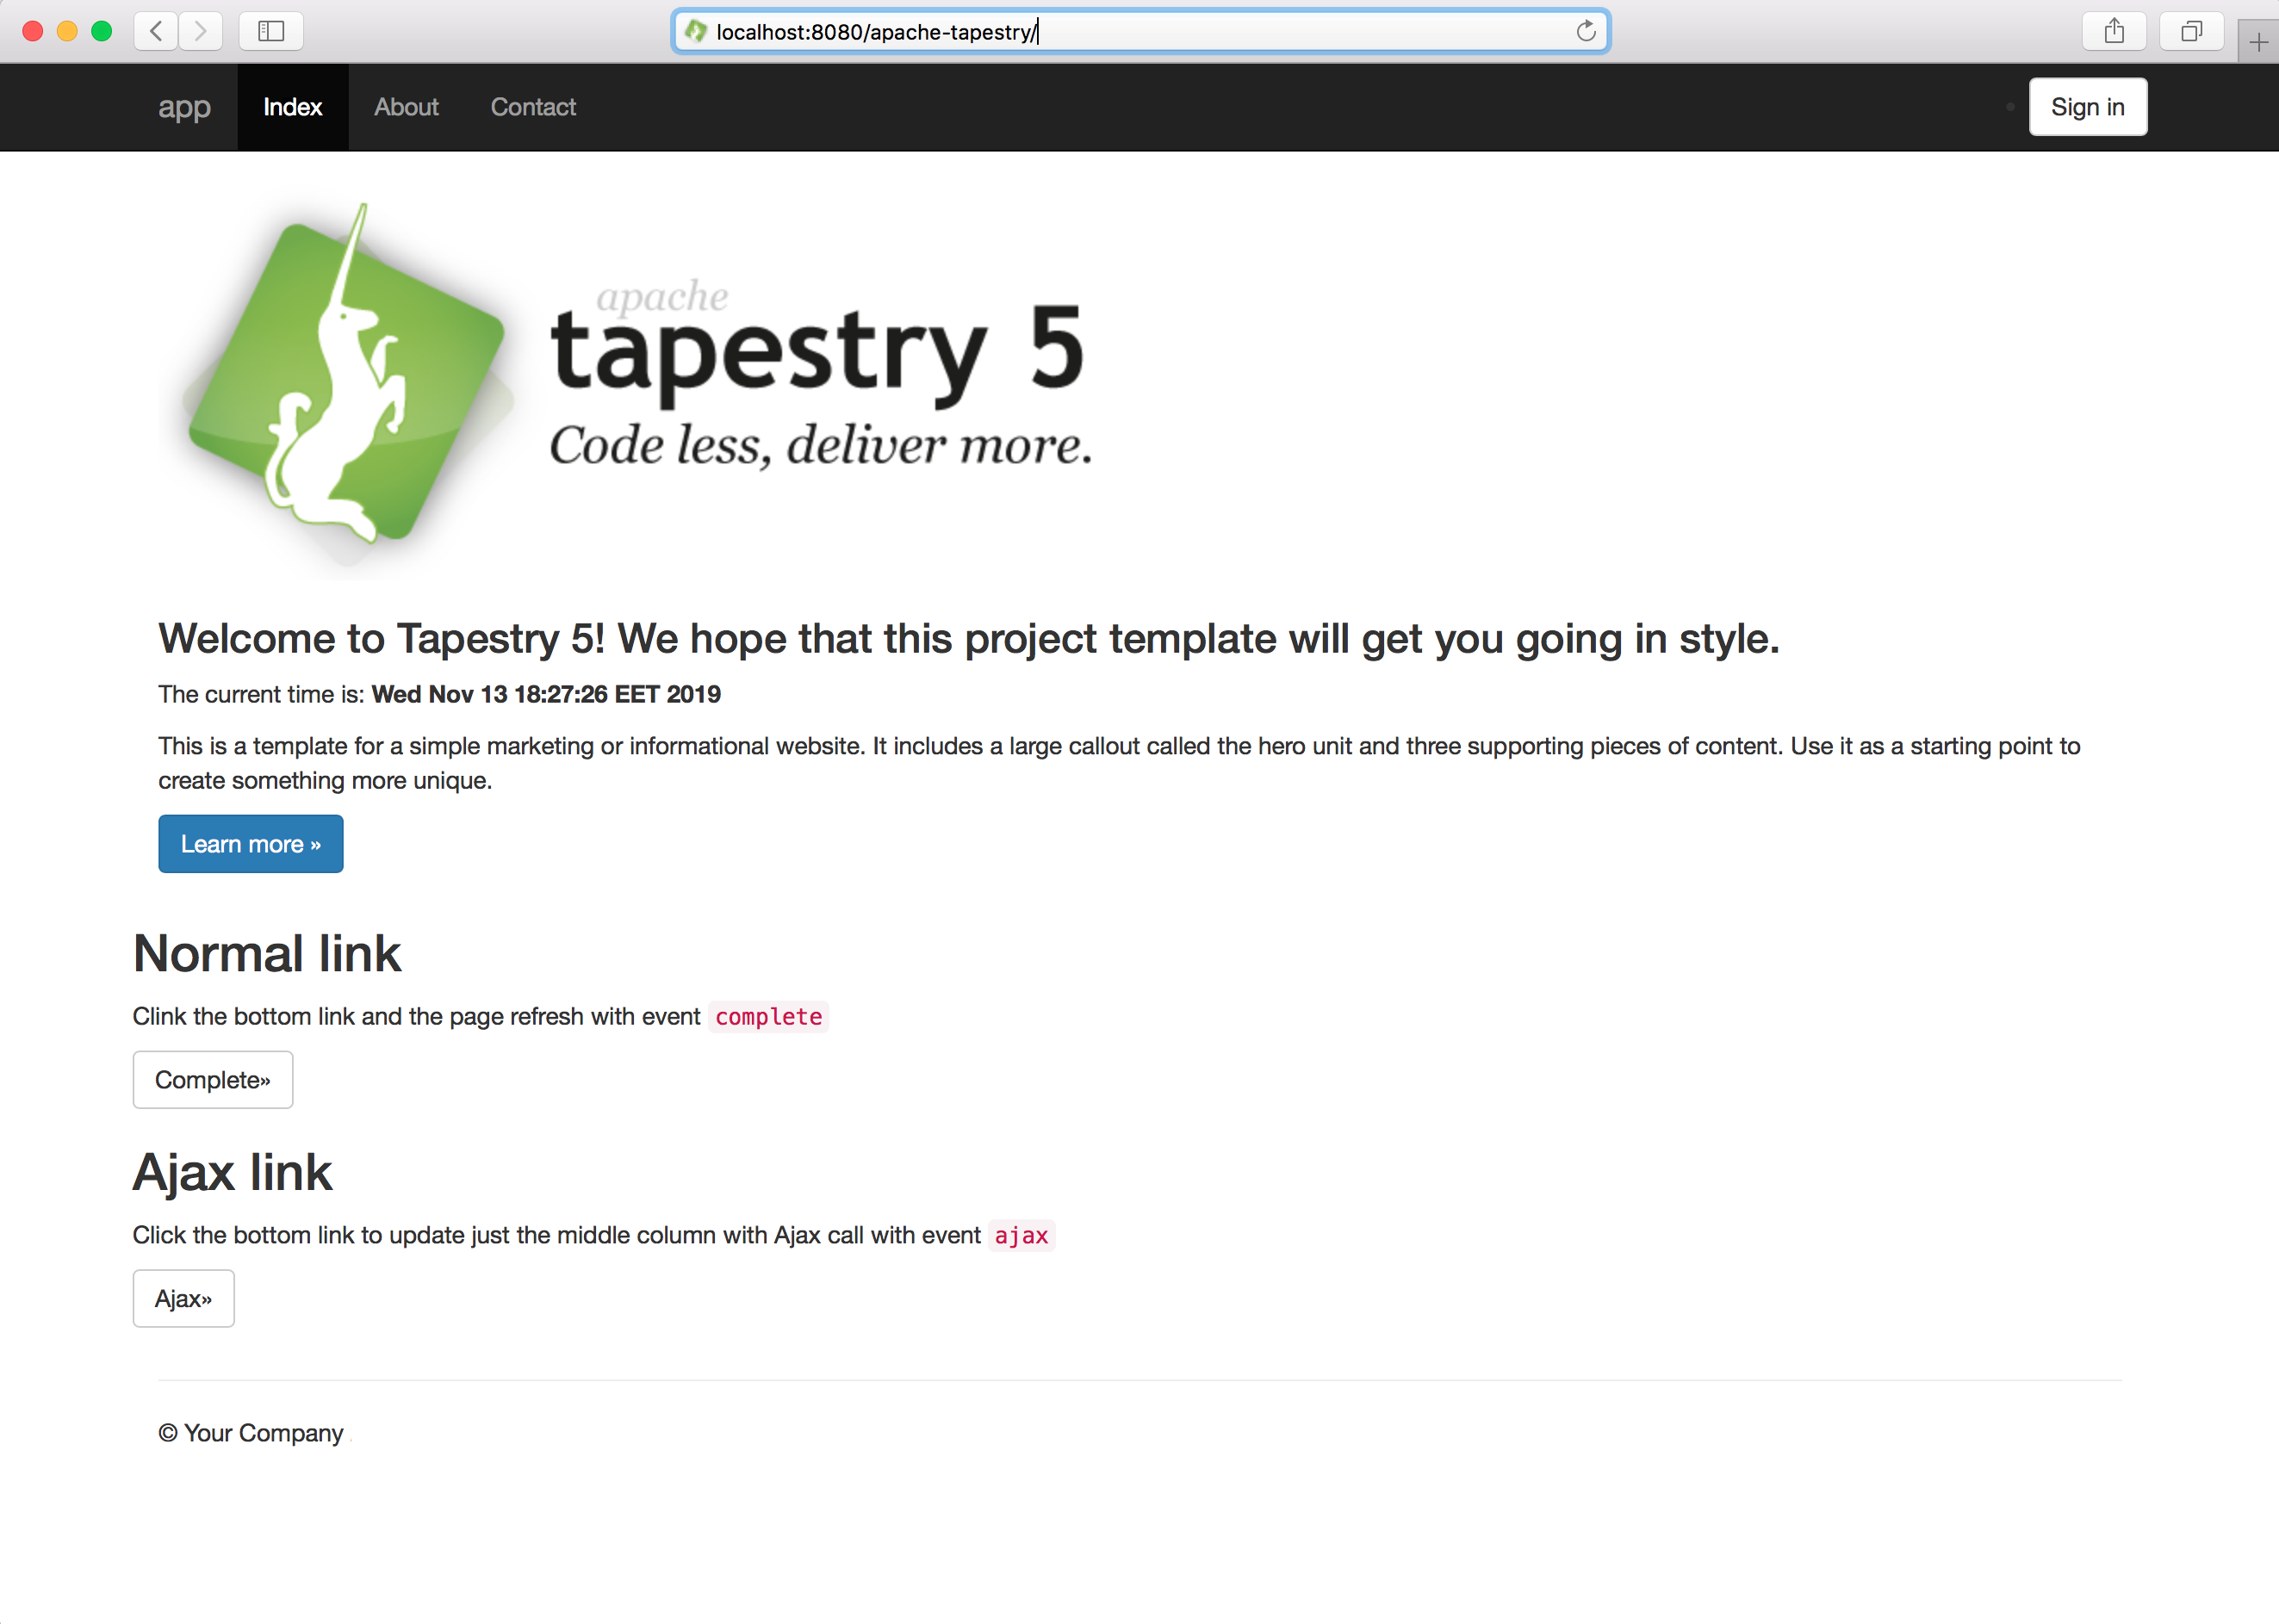 localhost:8080/apache-tapestry/
app Index About Contact Sign in
apache
tapestry 5
Code less, deliver more.
Welcome to Tapestry 5! We hope that this project template will get you going in style.
The current time is: Wed Nov 13 18:27:26 EET 2019
This is a template for a simple marketing or informational website. It includes a large callout called the hero unit and three supporting pieces of content. Use it as a starting point to
create something more unique.
Learn more »
Normal link
Clink the bottom link and the page refresh with event complete
Complete»
Ajax link
Click the bottom link to update just the middle column with Ajax call with event ajax
Ajax»
© Your Company